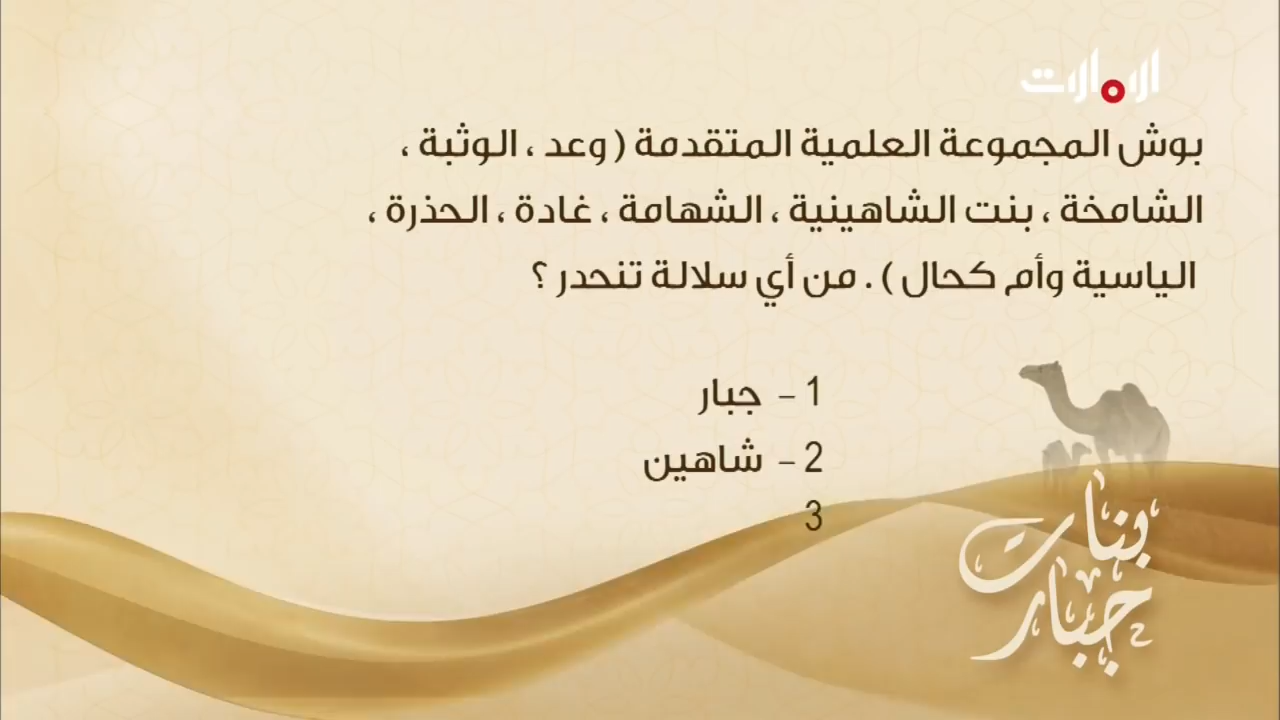 الامارات
بوش المجموعة العلمية المتقدمة ( وعد ، الوثبة ،
الشامخة ، بنت الشاهينية ، الشهامة ، غادة ، الحذرة ،
الياسية وأم كحال ) . من أي سلالة تنحدر ؟
1 - جبار
2 - شاهين
3
بنات
جبار